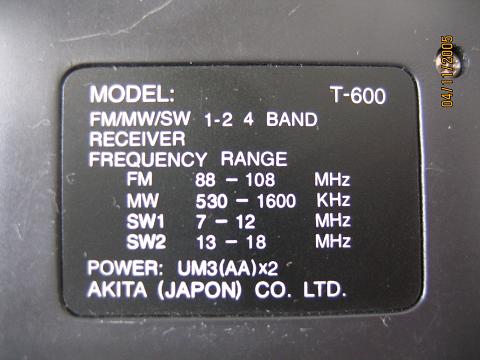 MODEL: T-600
FM/MW/SW 1-2 4 BAND
RECEIVER
FREQUENCY RANGE
FM 88-108 MHz
MW 530-1600 KHz
SW1 7-12 MHz
SW2 13-18 MHz
POWER: UM3(AA)x2
AKITA (JAPON) CO. LTD.
04/11/2005